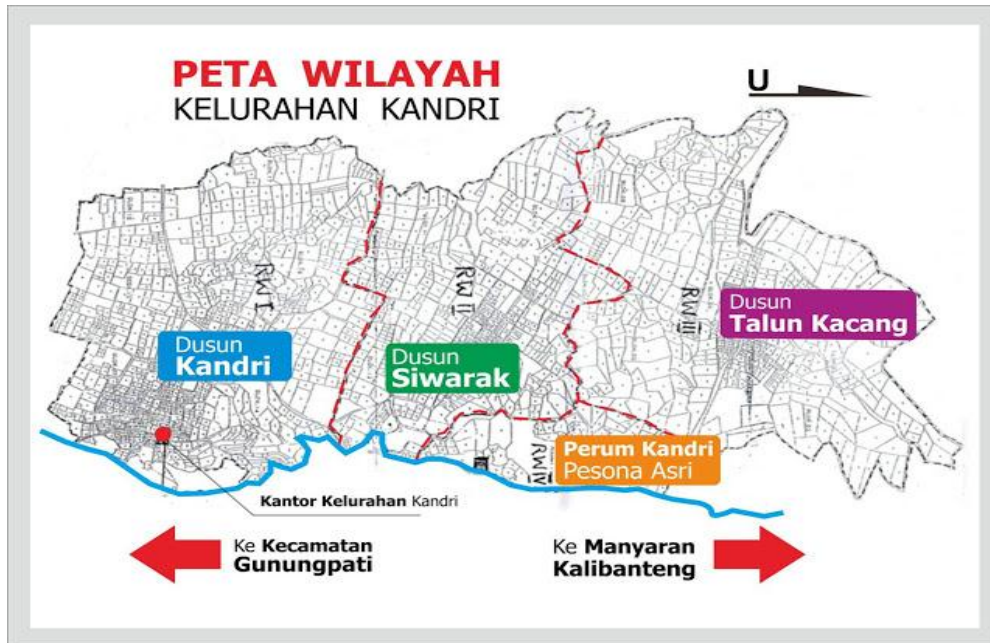 PETA WILAYAH
KELURAHAN KANDRI
U
RW I
RW II
RW III
Dusun
Talun Kacang
Dusun
Kandri
Dusun
Siwarak
RW IV
Perum Kandri
Pesona Asri
Kantor Kelurahan Kandri
Ke Kecamatan
Gunungpati
Ke Manyaran
Kalibanteng